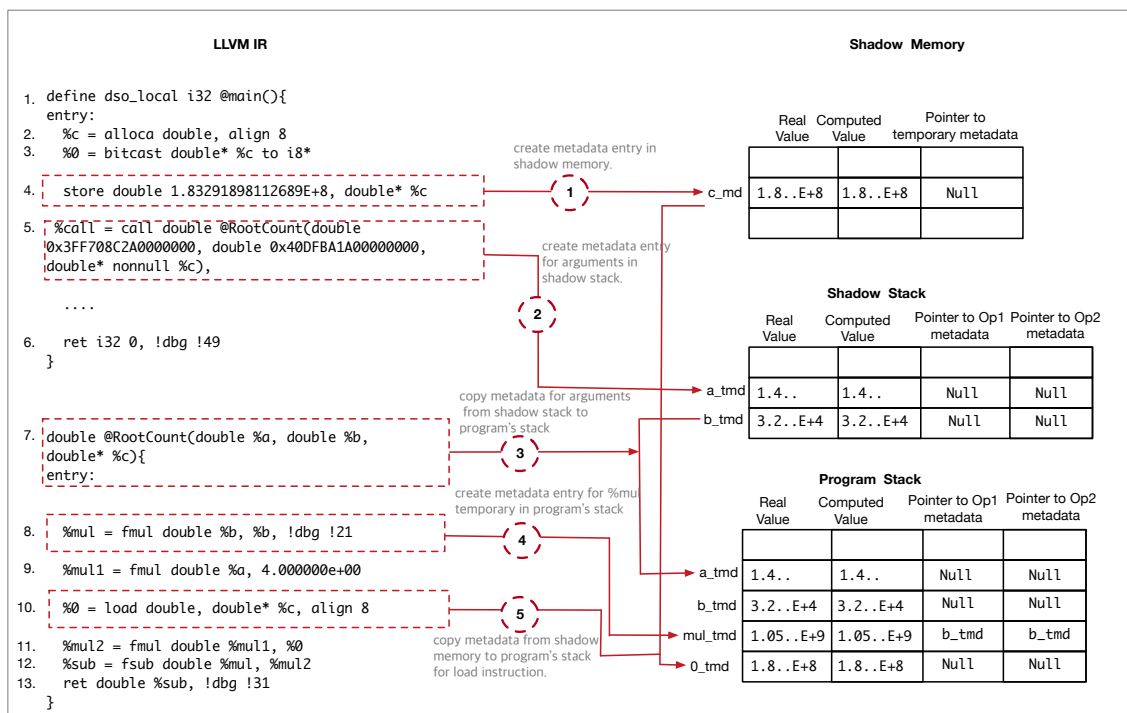 LLVM IR
1. define dso_local i32 @main(){
entry:
2. %c = alloca double, align 8
3. %0 = bitcast double* %c to i8*
4. store double 1.83291898112689E+8, double* %c
5. %call = call double @RootCount(double
0x3FF708C2A0000000, double 0x40DFBA1A00000000,
double* nonnull %c),
....
6. ret i32 0, !dbg !49
}
7. double @RootCount(double %a, double %b,
double* %c){
entry:
8. %mul = fmul double %b, %b, !dbg !21
9. %mul1 = fmul double %a, 4.000000e+00
10. %0 = load double, double* %c, align 8
11. %mul2 = fmul double %mul1, %0
12. %sub = fsub double %mul, %mul2
13. ret double %sub, !dbg !31
}
create metadata entry in
shadow memory.
1
create metadata entry
for arguments in
shadow stack.
2
copy metadata for arguments
from shadow stack to
program's stack
3
create metadata entry for %mul
temporary in program's stack
4
5
copy metadata from shadow
memory to program's stack
for load instruction.
Shadow Memory
Real Value Computed Value Pointer to temporary metadata
c_md 1.8..E+8 1.8..E+8 Null
Shadow Stack
Real Value Computed Value Pointer to Op1 metadata Pointer to Op2 metadata
a_tmd 1.4.. 1.4.. Null Null
b_tmd 3.2..E+4 3.2..E+4 Null Null
Program Stack
Real Value Computed Value Pointer to Op1 metadata Pointer to Op2 metadata
a_tmd 1.4.. 1.4.. Null Null
b_tmd 3.2..E+4 3.2..E+4 Null Null
mul_tmd 1.05..E+9 1.05..E+9 b_tmd b_tmd
0_tmd 1.8..E+8 1.8..E+8 Null Null